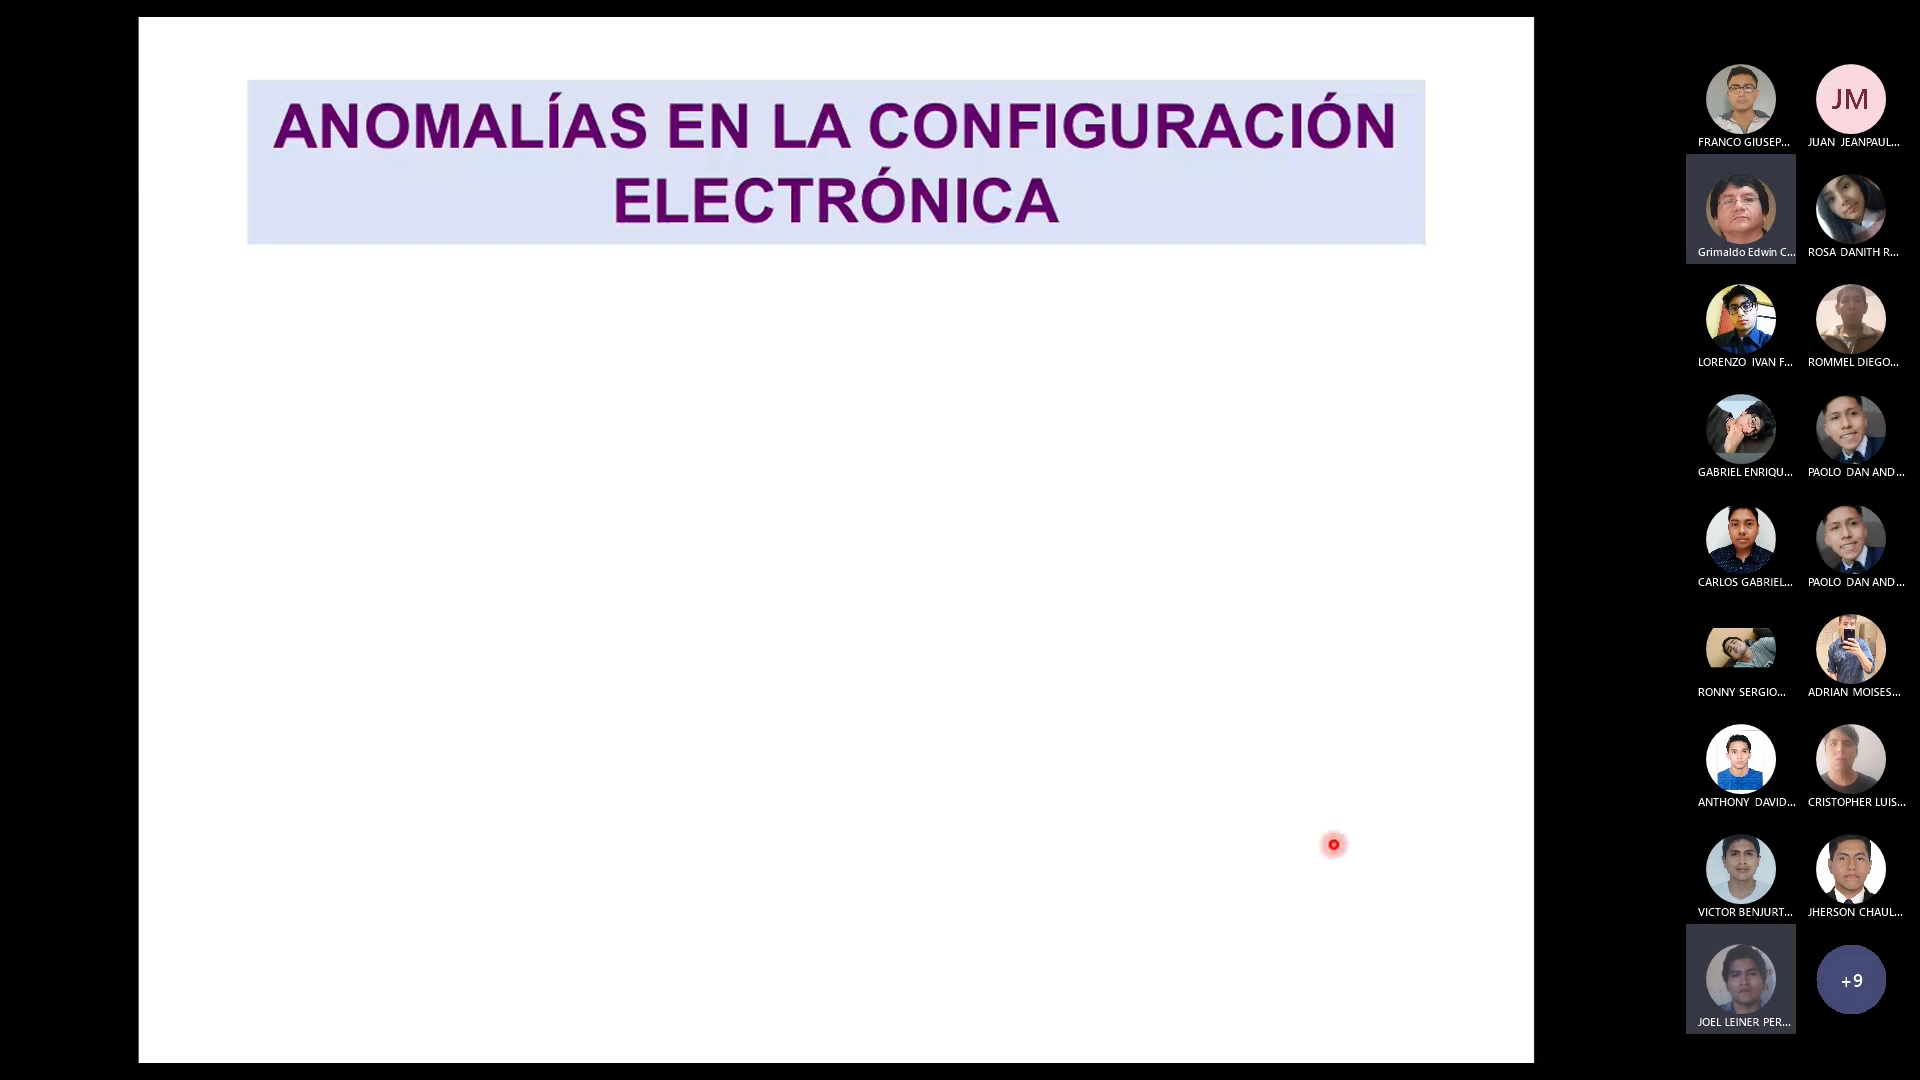 ANOMALÍAS EN LA CONFIGURACIÓN
ELECTRÓNICA
FRANCO GIUSEP...
JM
JUAN JEANPAUL...
Grimaldo Edwin C...
ROSA DANITH R...
LORENZO IVAN F...
ROMMEL DIEGO...
GABRIEL ENRIQU...
PAOLO DAN AND...
CARLOS GABRIEL...
PAOLO DAN AND...
RONNY SERGIO...
ADRIAN MOISES...
ANTHONY DAVID...
CRISTOPHER LUIS...
VICTOR BENJURT...
JHERSON CHAUL...
JOEL LEINER PER...
+9